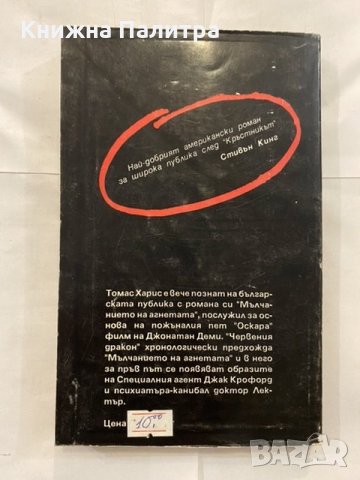 Книжна Палитра
Най-добрият американски роман
за широка публика след "Кръстникът"
Стивън Кинг
Томас Харис е вече познат на българ-
ската публика с романа си "Мълча-
нието на агнетата", послужил за ос-
нова на пожъналия пет "Оскара"
филм на Джонатан Деми. "Червения
дракон" хронологически предхожда
"Мълчанието на агнетата" и в него
за пръв път се появяват образите
на Специалния агент Джак Крофорд
и психиатъра-канибал доктор Лек-
тър.
Цена 10,00
bazar